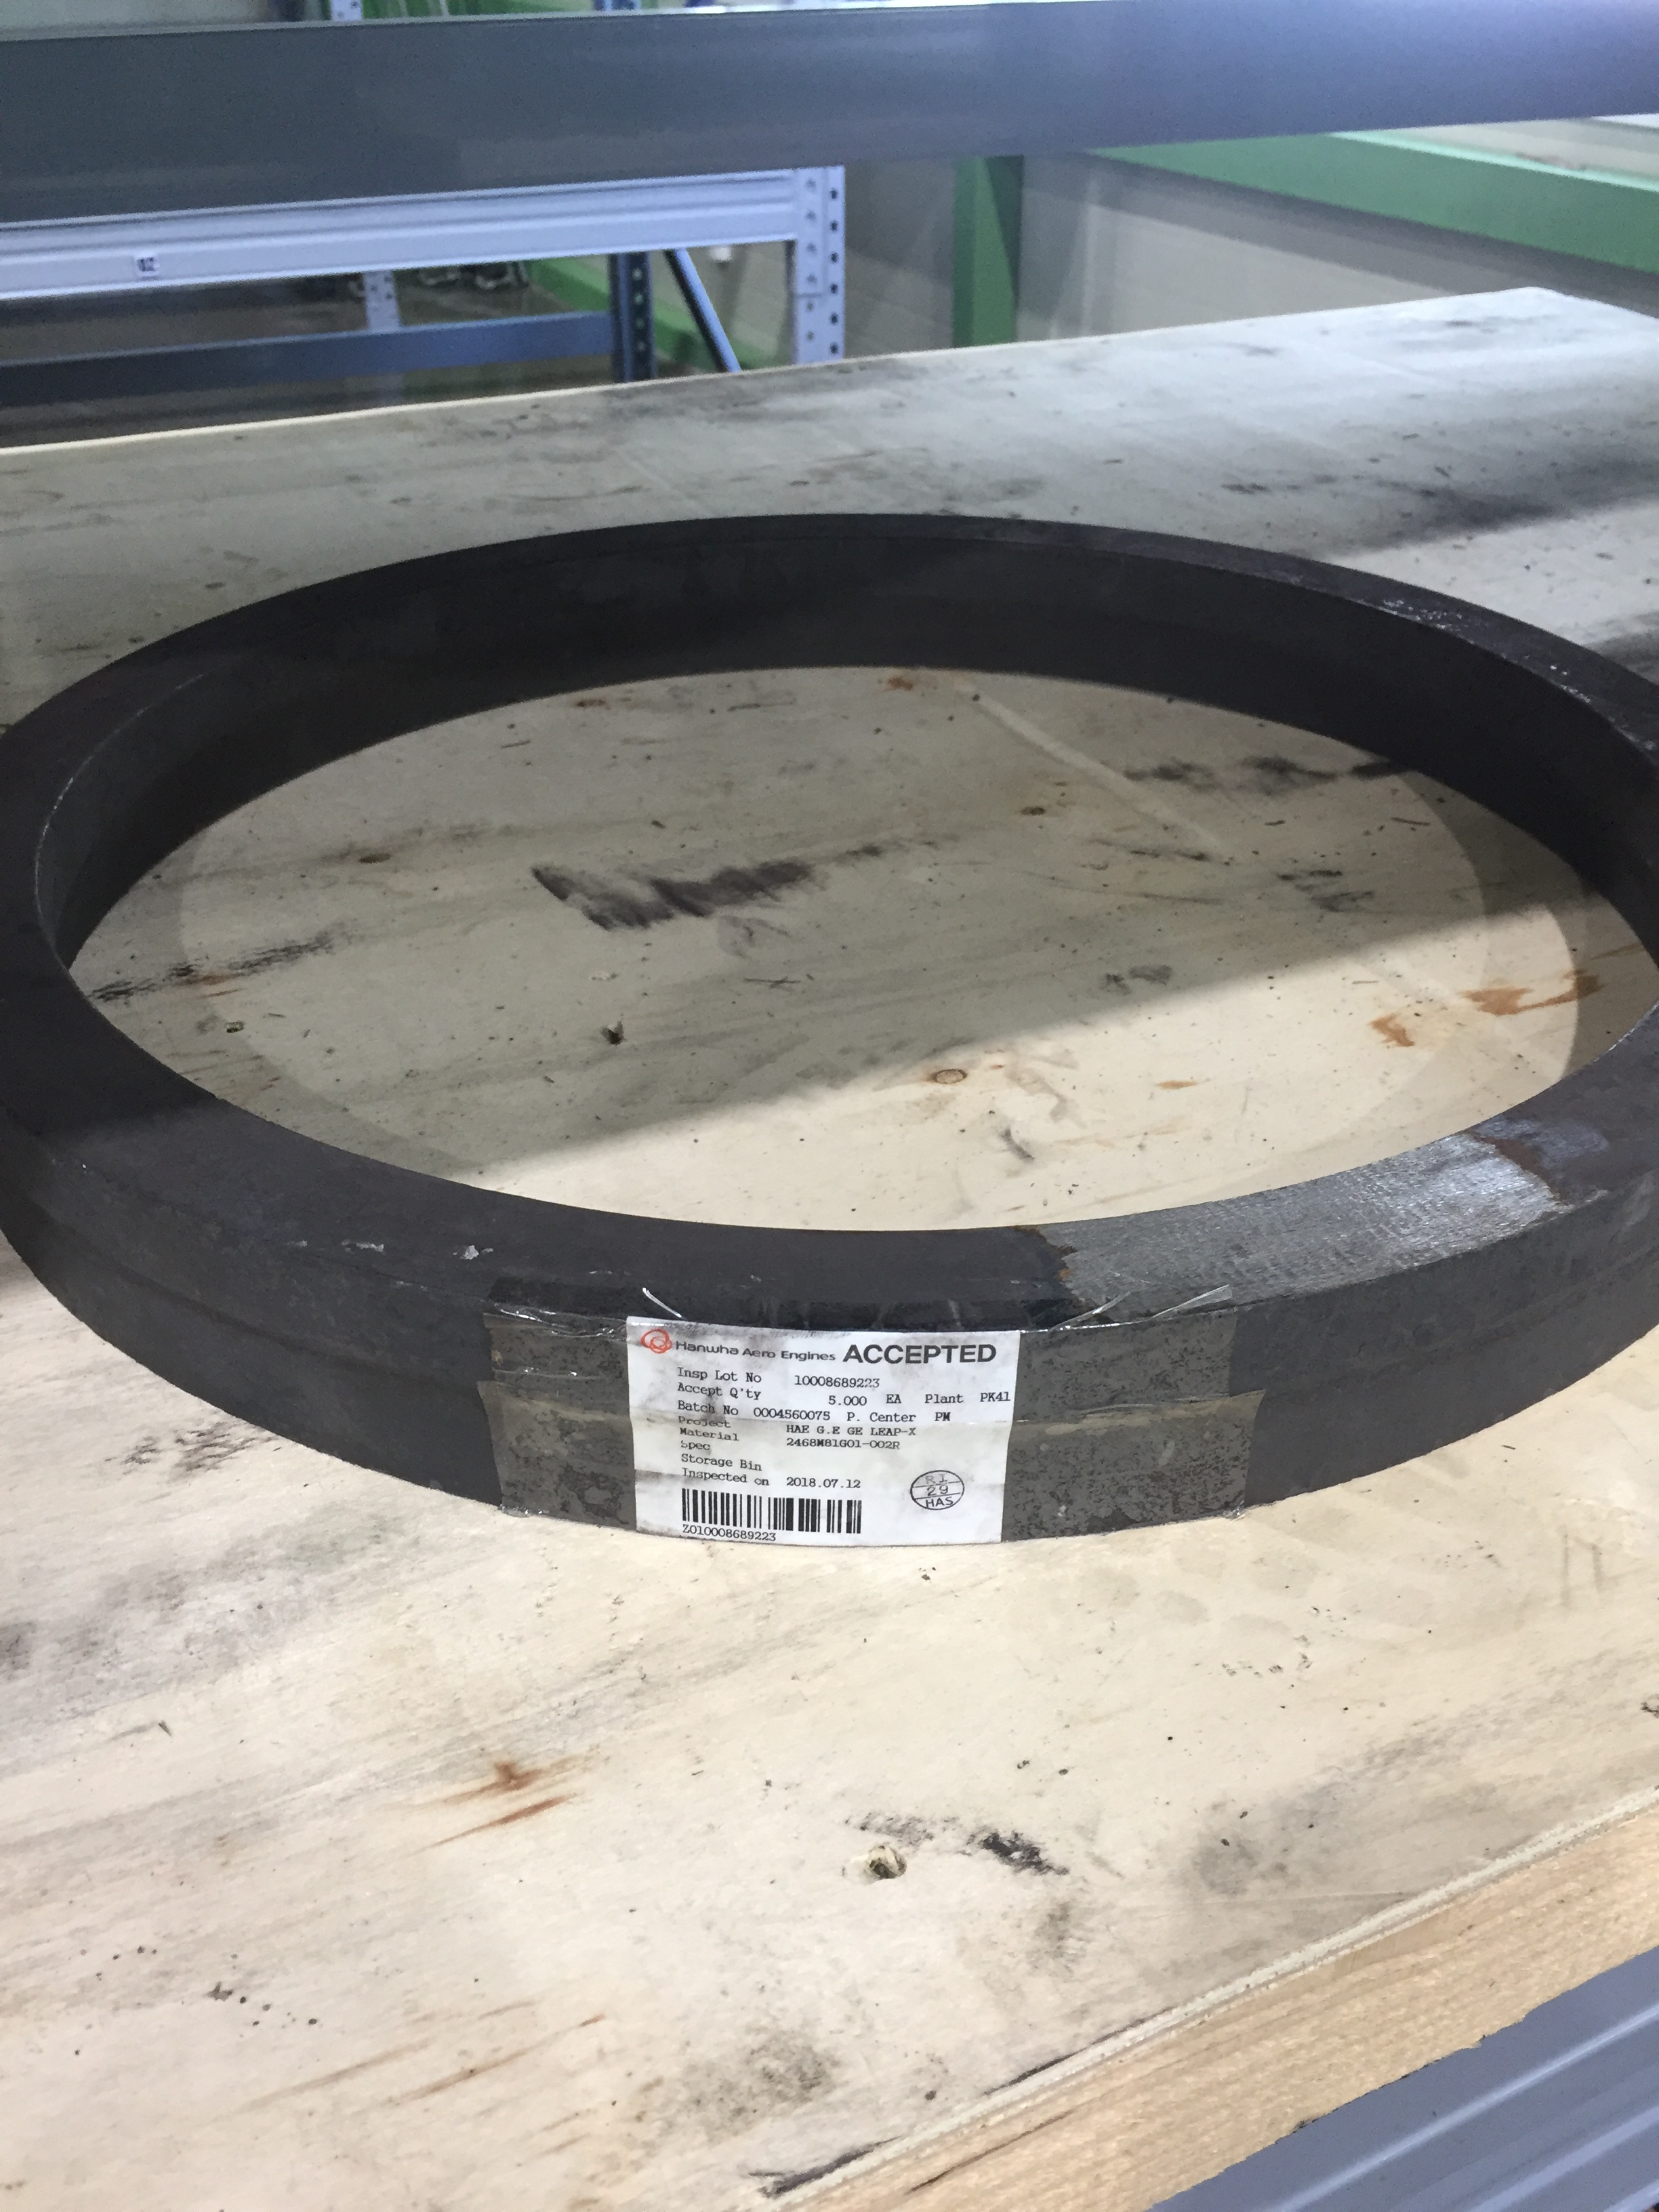 Hanwha Aero Engines ACCEPTED
Insp Lot No 10008689223
Accept Q'ty 5.000 EA Plant PK41
Batch No 0004560075 P. Center PM
Project HAE G.E GE LEAP-X
Material 2468M81G01-002R
Spec
Storage Bin
Inspected on 2018.07.12
RI
29
HAS
Z010008689223